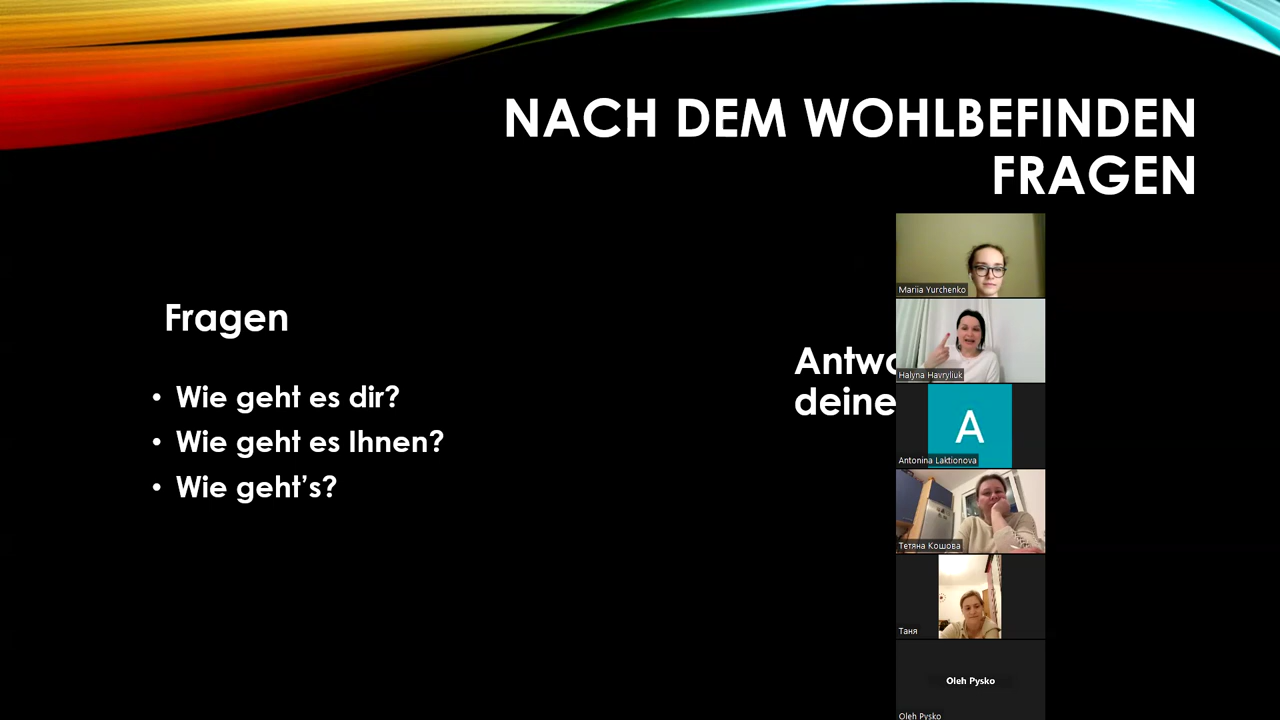 NACH DEM WOHLBEFINDEN
FRAGEN
Fragen
• Wie geht es dir?
• Wie geht es Ihnen?
• Wie geht's?
deine
Mariia Yurchenko
Halyna Havryliuk
A
Antonina Laktionova
Тетяна Кошова
Таня
Oleh Pysko
Oleh Pysko